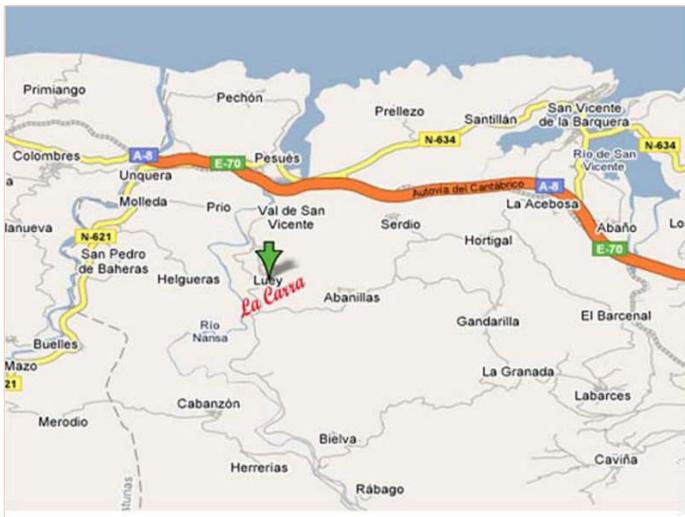 Primiango
Pechón
Prellezo
Santillán
San Vicente
de la Barquera
N-634
N-634
Colombres
A-8
E-70
Pesués
Río de San
Vicente
Unquera
Autovia del Cantábrico
A-8
Molleda
Prio
Val de San
Vicente
La Acebosa
lanueva
N-621
Serdio
Abaño
Lo
San Pedro
de Baheras
Hortigal
E-70
Helgueras
Luey
La Carra
Abanillas
Río
Nansa
Gandarilla
El Barcenal
Buelles
Mazo
La Granada
21
Cabanzón
Labarces
Merodio
Bielva
Herrerías
Caviña
Rábago
turias